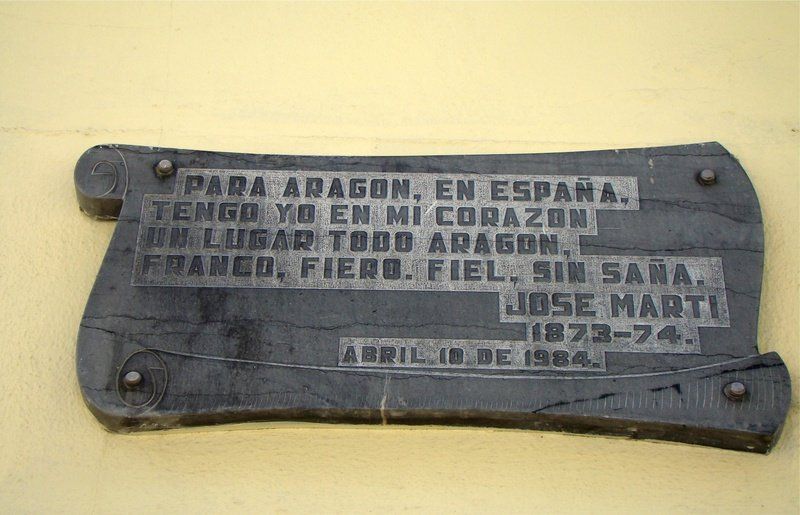 PARA ARAGON, EN ESPAÑA,
TENGO YO EN MI CORAZON
UN LUGAR TODO ARAGON,
FRANCO, FIERO. FIEL, SIN SAÑA.
JOSE MARTI
1873-74.
ABRIL 10 DE 1984.